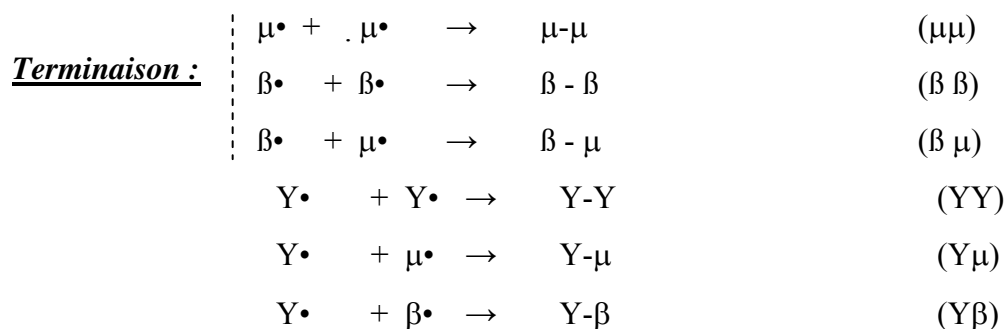 µ• + . µ• → µ-µ (µµ)
Terminaison :
ß• + ß• → ß - ß (ß ß)
ß• + µ• → ß - µ (ß µ)
Y• + Y• → Y-Y (YY)
Y• + µ• → Y-µ (Yµ)
Y• + β• → Y-β (Yβ)